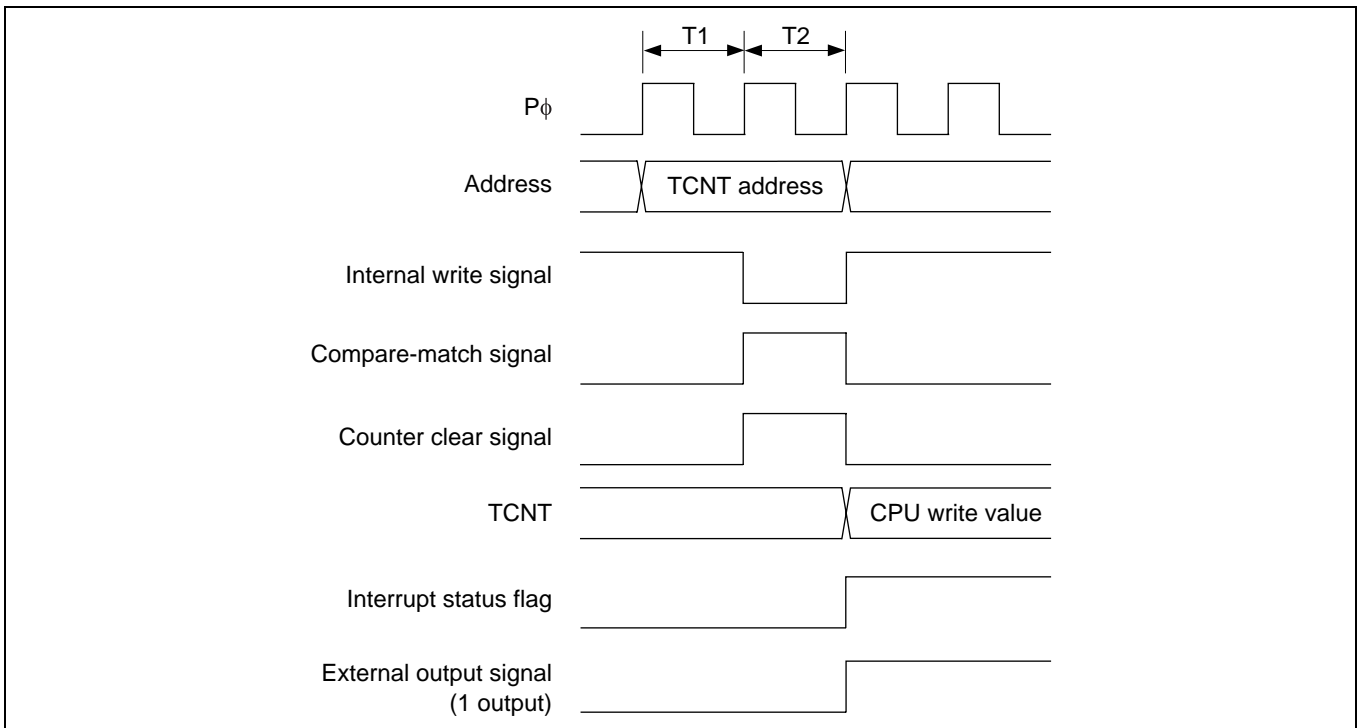 T1 T2
Pϕ
Address TCNT address
Internal write signal
Compare-match signal
Counter clear signal
TCNT CPU write value
Interrupt status flag
External output signal
(1 output)